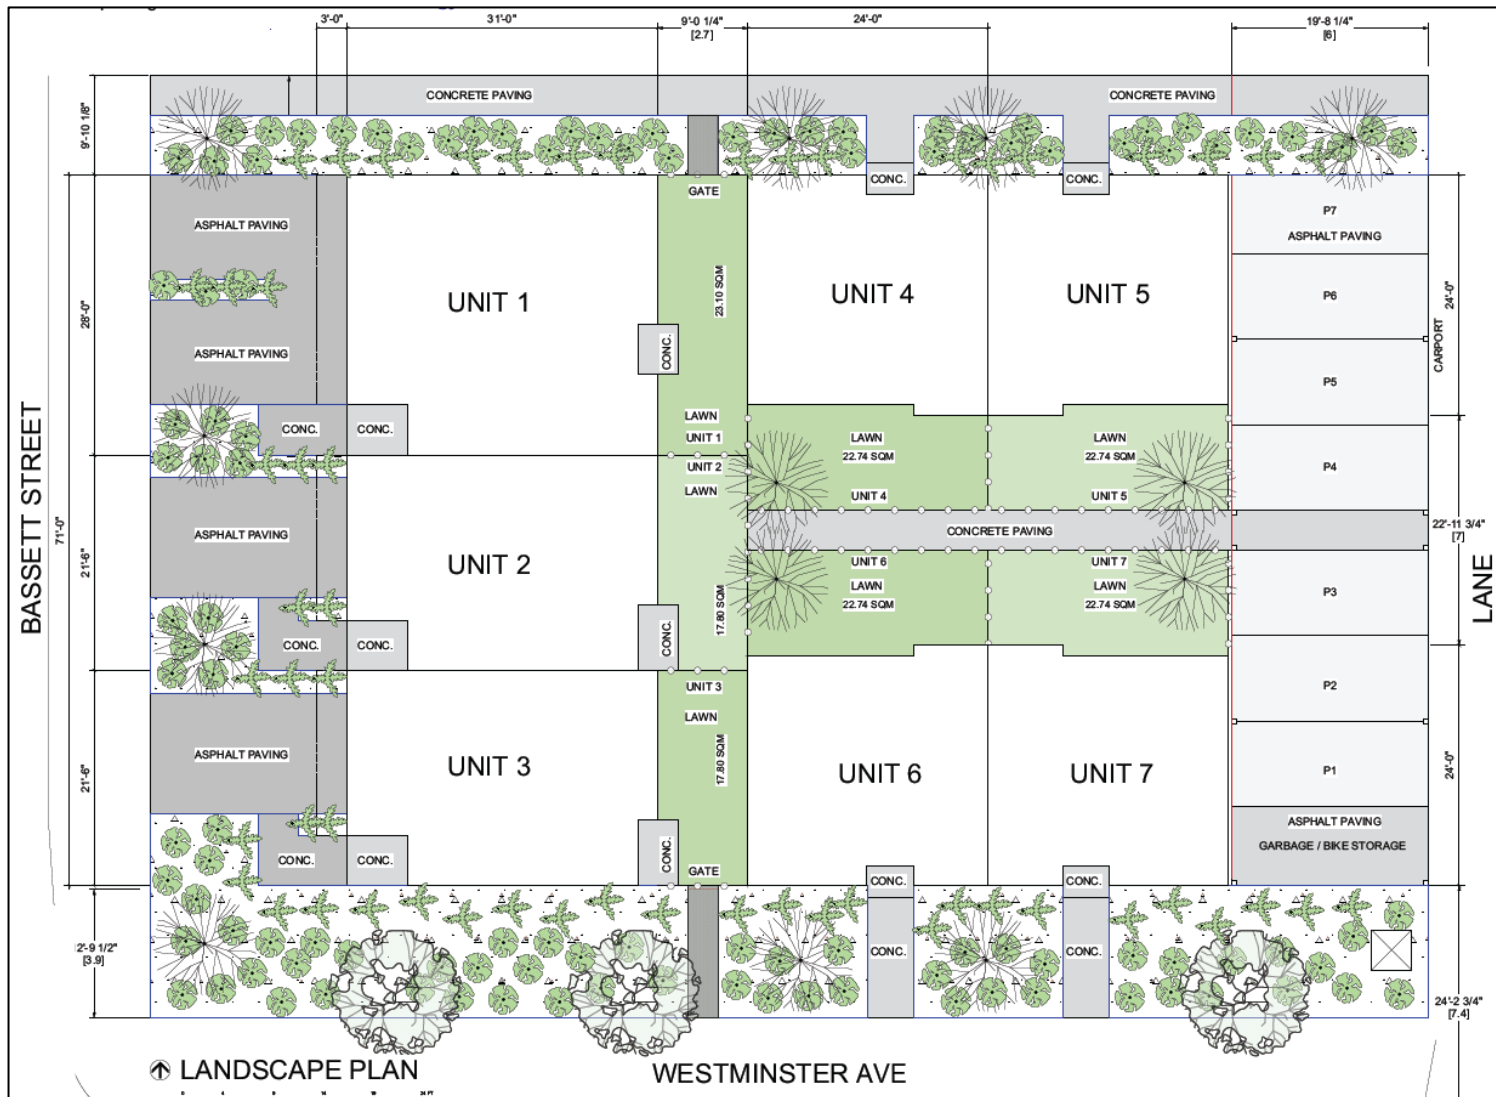 3'-0"
31'-0"
9'-0 1/4"
[2.7]
24'-0"
19'-8 1/4"
[6]
9'-10 1/8"
CONCRETE PAVING
CONCRETE PAVING
GATE
CONC.
CONC.
ASPHALT PAVING
P7
ASPHALT PAVING
28'-0"
UNIT 1
23.10 SQM
UNIT 4
UNIT 5
P6
24'-0"
ASPHALT PAVING
CONC.
CARPORT
P5
CONC.
CONC.
LAWN
UNIT 1
UNIT 2
LAWN
LAWN
22.74 SQM
UNIT 4
LAWN
22.74 SQM
UNIT 5
P4
BASSETT STREET
71'-0"
21'-6"
ASPHALT PAVING
UNIT 2
CONCRETE PAVING
22'-11 3/4"
[7]
LANE
UNIT 6
LAWN
22.74 SQM
UNIT 7
LAWN
22.74 SQM
P3
17.80 SQM
CONC.
CONC.
CONC.
UNIT 3
LAWN
P2
21'-6"
ASPHALT PAVING
UNIT 3
17.80 SQM
UNIT 6
UNIT 7
P1
24'-0"
ASPHALT PAVING
GARBAGE / BIKE STORAGE
CONC.
CONC.
CONC.
GATE
CONC.
CONC.
2'-9 1/2"
[3.9]
CONC.
CONC.
24'-2 3/4"
[7.4]
LANDSCAPE PLAN
WESTMINSTER AVE